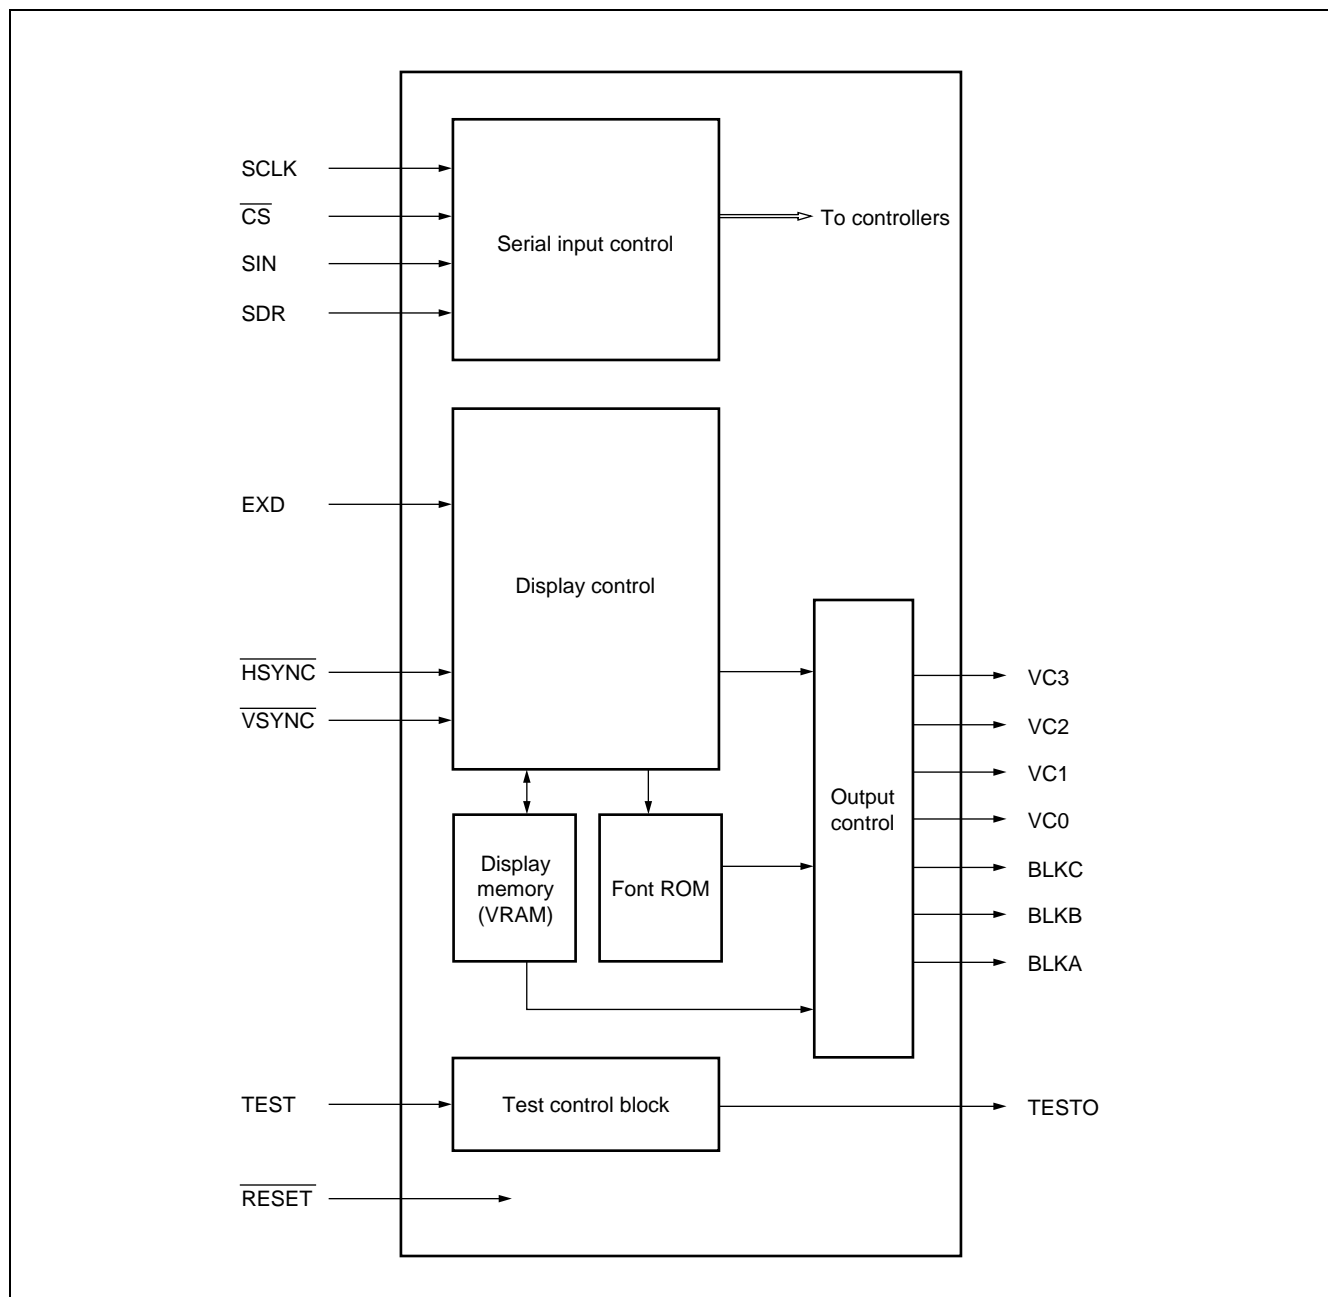 SCLK
CS
To controllers
Serial input control
SIN
SDR
EXD
Display control
HSYNC
VSYNC
VC3
VC2
VC1
VC0
Output
control
Display
memory
(VRAM)
Font ROM
BLKC
BLKB
BLKA
TEST
Test control block
TESTO
RESET